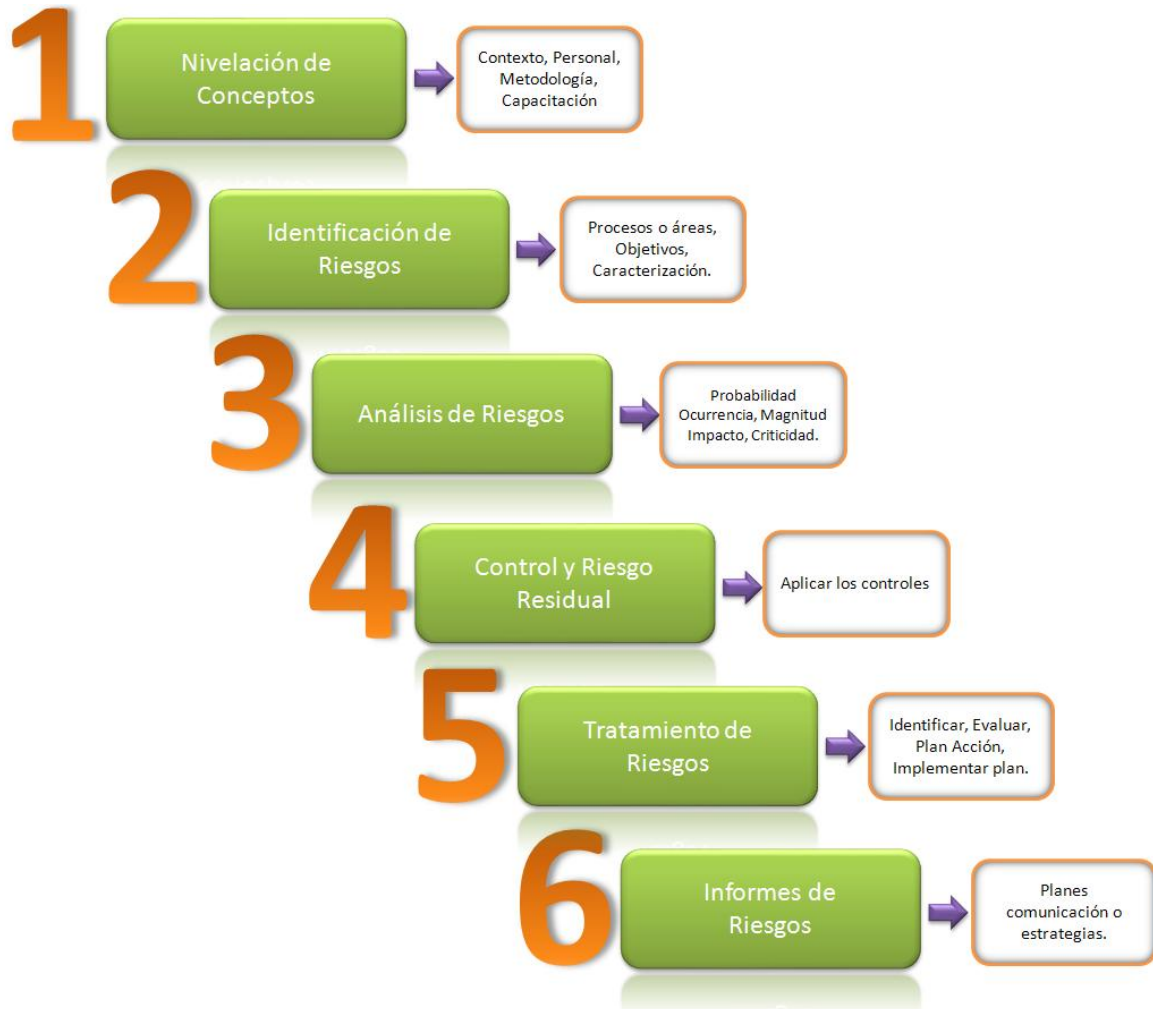 1
Nivelación de
Conceptos
Contexto, Personal,
Metodología,
Capacitación
2
Identificación de
Riesgos
Procesos o áreas,
Objetivos,
Caracterización.
3
Análisis de Riesgos
Probabilidad
Ocurrencia, Magnitud
Impacto, Criticidad.
4
Control y Riesgo
Residual
Aplicar los controles
5
Tratamiento de
Riesgos
Identificar, Evaluar,
Plan Acción,
Implementar plan.
6
Informes de
Riesgos
Planes
comunicación o
estrategias.